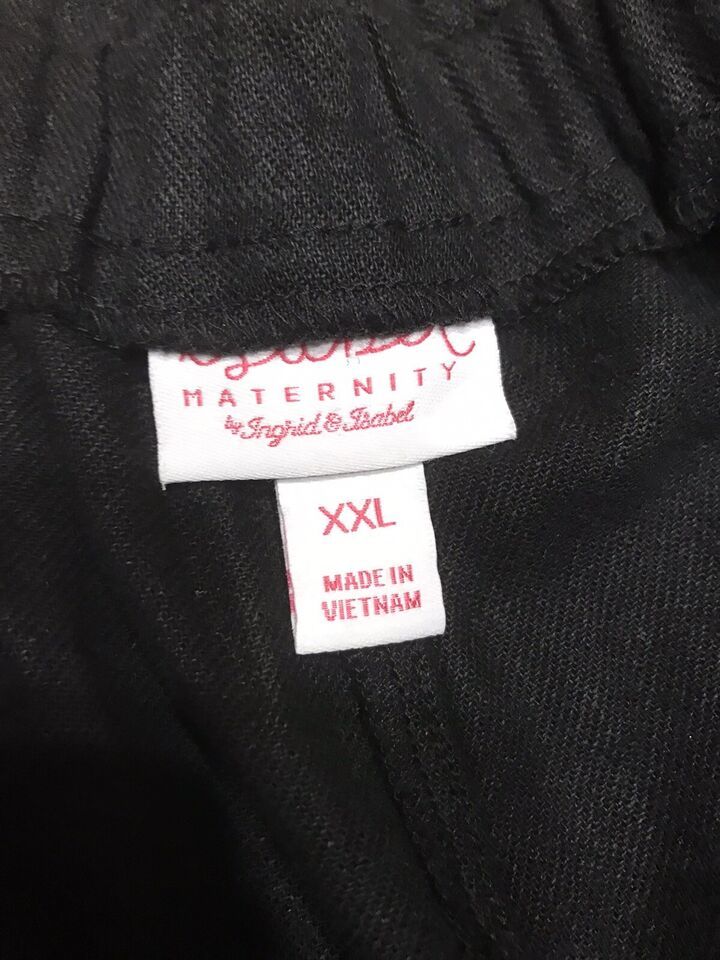 MATERNITY
by Ingrid & Isabel
XXL
MADE IN
VIETNAM